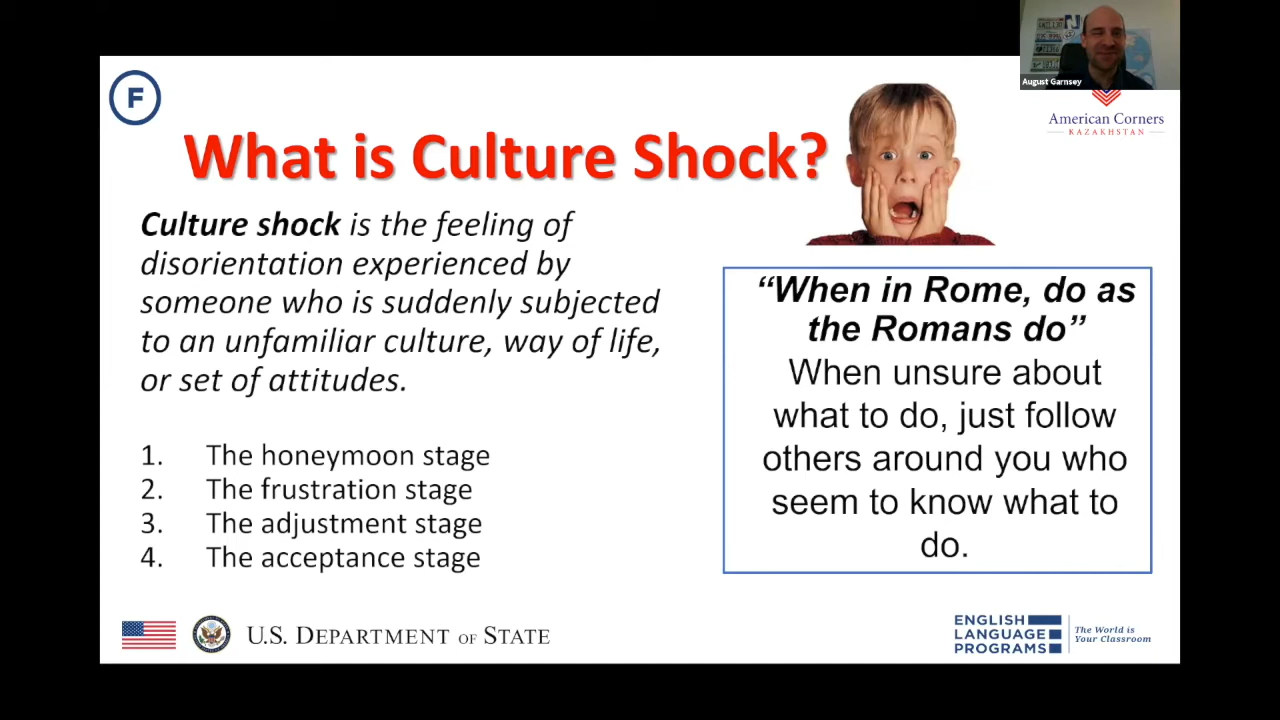 F
August Garnsey
American Corners
KAZAKHSTAN
What is Culture Shock?
Culture shock is the feeling of
disorientation experienced by
someone who is suddenly subjected
to an unfamiliar culture, way of life,
or set of attitudes.
1. The honeymoon stage
2. The frustration stage
3. The adjustment stage
4. The acceptance stage
“When in Rome, do as
the Romans do”
When unsure about
what to do, just follow
others around you who
seem to know what to
do.
U.S. DEPARTMENT OF STATE
ENGLISH
LANGUAGE
PROGRAMS
The World is
Your Classroom